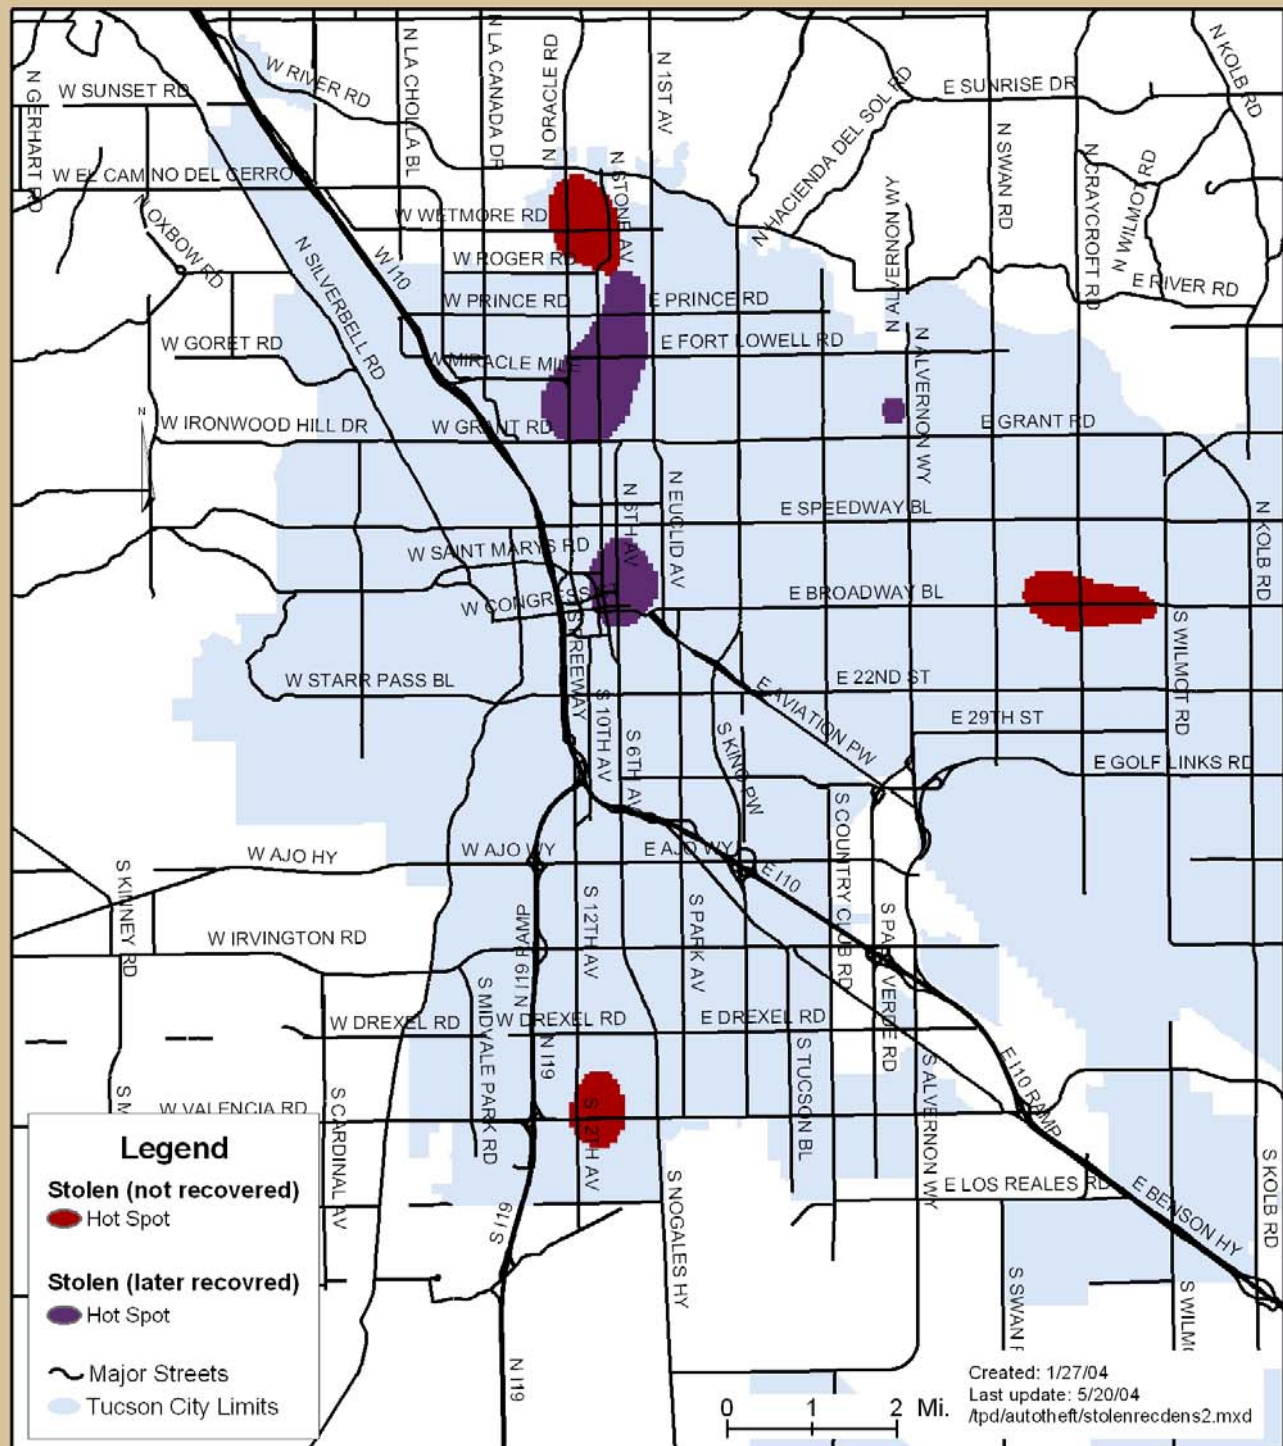 N GERHART RD
W SUNSET RD
W RIVER RD
N LA CHOLLA BL
N LA CANADA DR
N ORACLE RD
N 1ST AV
N HACIENDA DEL SOL RD
E SUNRISE DR
N KOLB RD
W EL CAMINO DEL CERRO
N OXBOW RD
W WETMORE RD
N STONE AV
N ALVERNON WY
N SWAN RD
N CRAYCROFT RD
N WILMOT RD
N SILVERBELL RD
W I10
W ROGER RD
E RIVER RD
W PRINCE RD
E PRINCE RD
W GORET RD
W MIRACLE MILE
E FORT LOWELL RD
N ALVERNON WY
N
W IRONWOOD HILL DR
W GRANT RD
E GRANT RD
N 6TH AV
N EUCLID AV
E SPEEDWAY BL
N KOLB RD
W SAINT MARYS RD
W CONGRESS
E BROADWAY BL
S FREEWAY
S WILMOT RD
W STARR PASS BL
E 22ND ST
S 10TH AV
S 6TH AV
S KINO PW
E AVIATION PW
E 29TH ST
E GOLF LINKS RD
W AJO HY
W AJO WY
E AJO WY
E I10
S COUNTRY CLUB RD
S KINNEY RD
N I19 RAMP
S 12TH AV
S PARK AV
S PALO VERDE RD
W IRVINGTON RD
S MIDVALE PARK RD
W DREXEL RD
W DREXEL RD
E DREXEL RD
N I19
S TUCSON BL
S ALVERNON WY
E I10 RAMP
S M
W VALENCIA RD
S CARDINAL AV
S 12TH AV
S NOGALES HY
E LOS REALES RD
E BENSON HY
S KOLB RD
S I19
S SWAN R
S WILMO
N I19
Legend
Stolen (not recovered)
Hot Spot
Stolen (later recovred)
Hot Spot
Major Streets
Tucson City Limits
0 1 2 Mi.
Created: 1/27/04
Last update: 5/20/04
/tpd/autotheft/stolenrecdens2.mxd